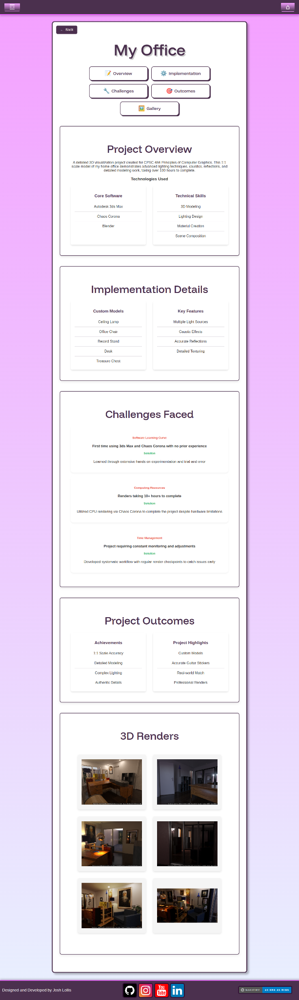 ← Back
My Office
Overview
Implementation
Challenges
Outcomes
Gallery
Project Overview
A detailed 3D visualization project created for CPSC 484 Principles of Computer Graphics. This 1:1
scale model of my home office demonstrates advanced lighting techniques, caustics, reflections, and
detailed modeling work, taking over 100 hours to complete.
Technologies Used
Core Software
Autodesk 3ds Max
Chaos Corona
Blender
Technical Skills
3D Modeling
Lighting Design
Material Creation
Scene Composition
Implementation Details
Custom Models
Ceiling Lamp
Office Chair
Record Stand
Desk
Treasure Chest
Key Features
Multiple Light Sources
Caustic Effects
Accurate Reflections
Detailed Texturing
Challenges Faced
Software Learning Curve
First time using 3ds Max and Chaos Corona with no prior experience
Solution
Learned through extensive hands-on experimentation and trial-and-error
Computing Resources
Renders taking 10+ hours to complete
Solution
Utilized CPU rendering via Chaos Corona to complete the project despite hardware limitations
Time Management
Project requiring constant monitoring and adjustments
Solution
Developed systematic workflow with regular render checkpoints to catch issues early
Project Outcomes
Achievements
1:1 Scale Accuracy
Detailed Modeling
Complex Lighting
Authentic Details
Project Highlights
Custom Models
Accurate Guitar Stickers
Real-world Match
Professional Renders
3D Renders
Designed and Developed by Josh Lollis
You
Tube
in
WAKATIME
43 HRS 45 MINS